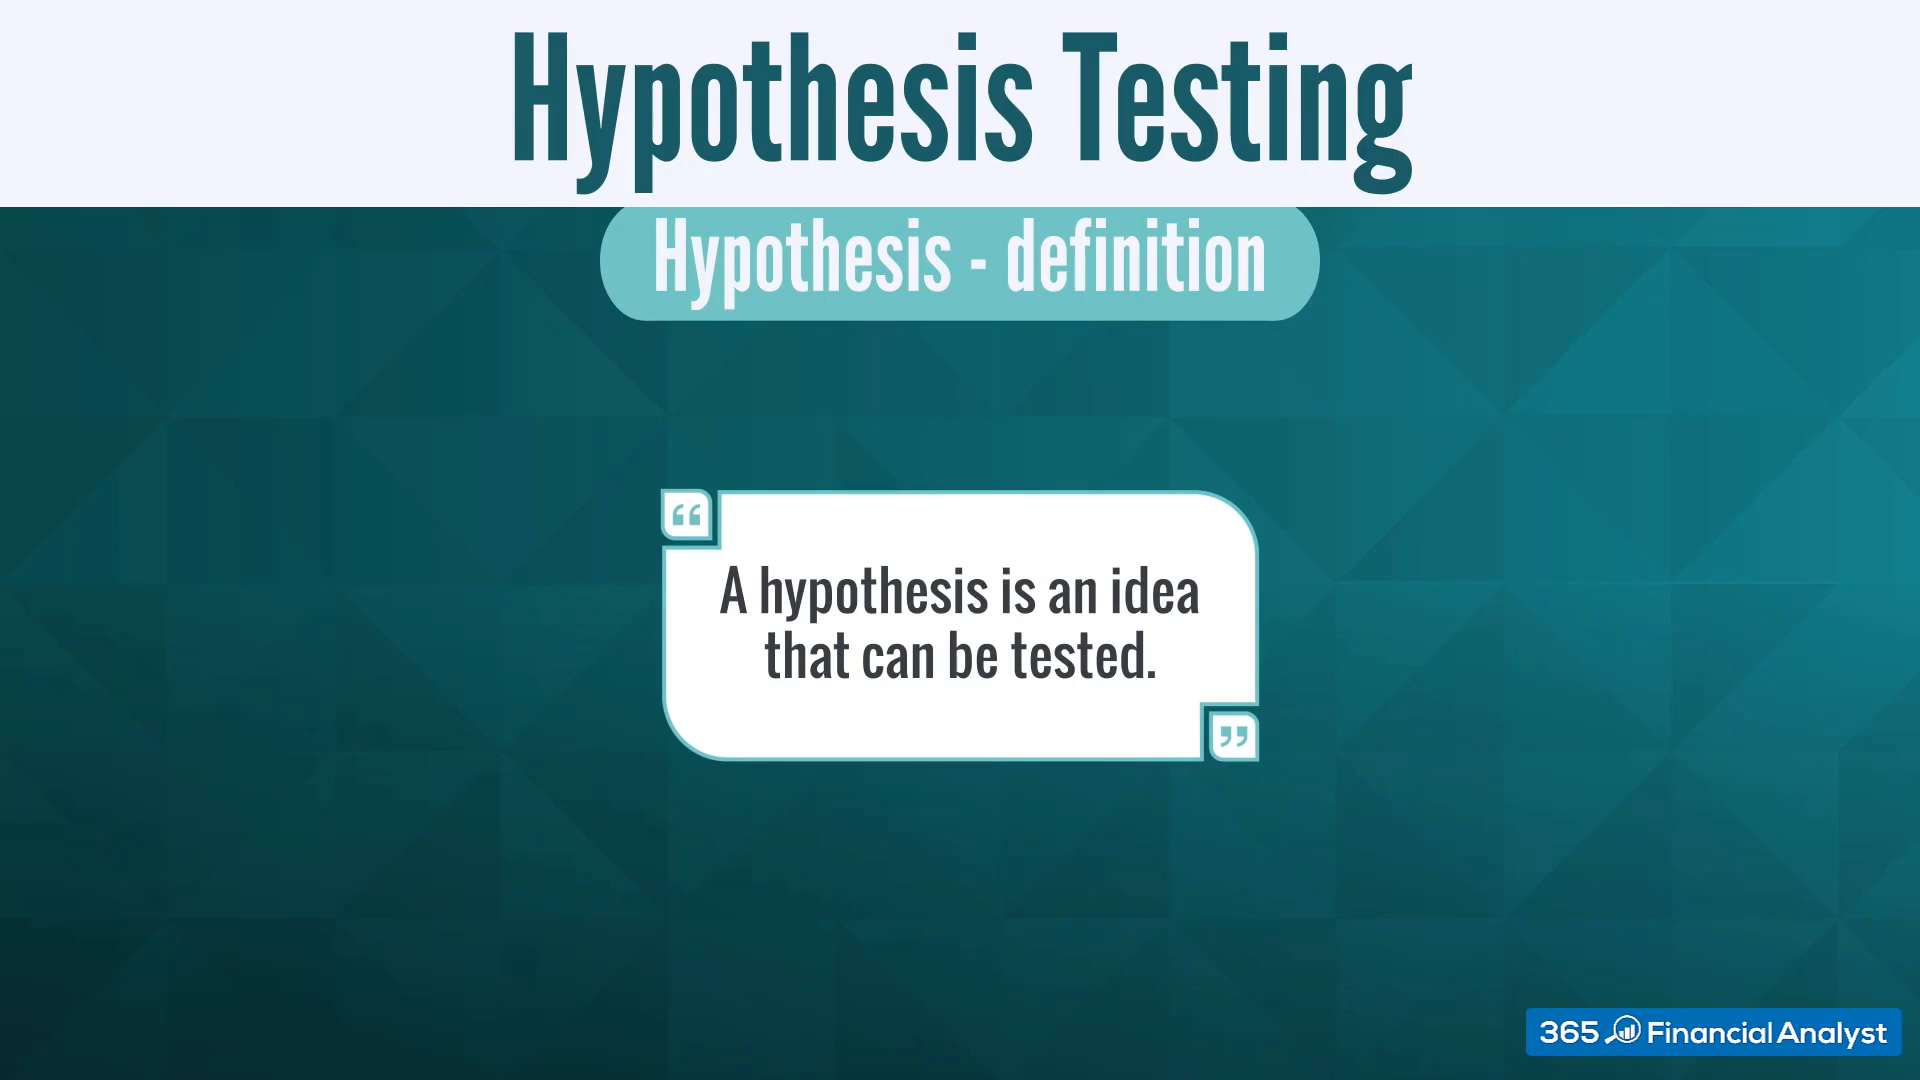 Hypothesis Testing
Hypothesis - definition
“
A hypothesis is an idea
that can be tested.
”
365 Financial Analyst